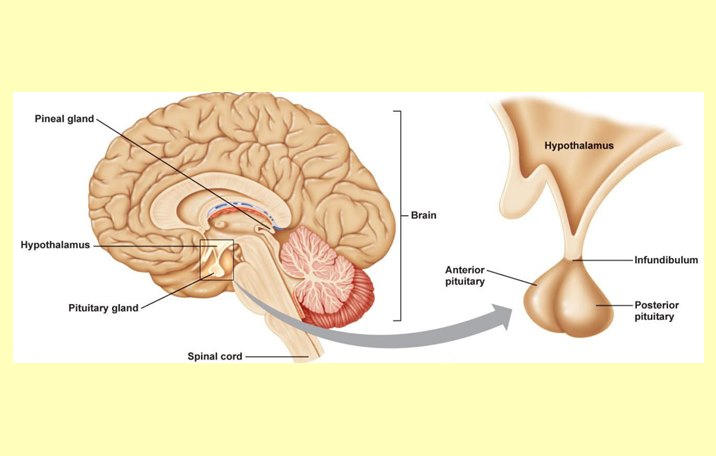 Pineal gland
Hypothalamus
Pituitary gland
Spinal cord
Brain
Hypothalamus
Infundibulum
Anterior
pituitary
Posterior
pituitary